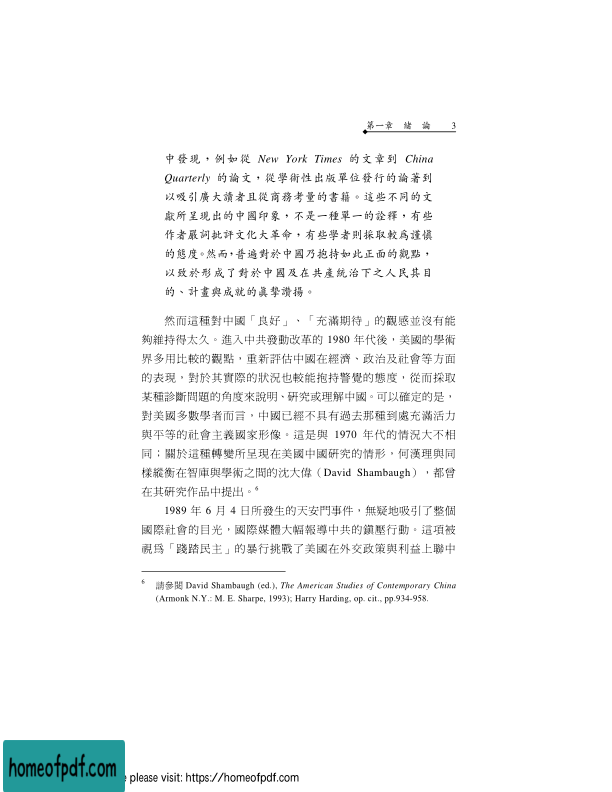 第一章　緒　論　3
中發現，例如從 New York Times 的文章到 China
Quarterly 的論文，從學術性出版單位發行的論著到
以吸引廣大讀者且從商務考量的書籍。這些不同的文
獻所呈現出的中國印象，不是一種單一的詮釋，有些
作者嚴詞批評文化大革命，有些學者則採取較為謹慎
的態度。然而，普遍對於中國乃抱持如此正面的觀點，
以致於形成了對於中國及在共產統治下之人民其目
的、計畫與成就的真摯讚揚。
然而這種對中國「良好」、「充滿期待」的觀感並沒有能
夠維持得太久。進入中共發動改革的 1980 年代後，美國的學術
界多用比較的觀點，重新評估中國在經濟、政治及社會等方面
的表現，對於其實際的狀況也較能抱持警覺的態度，從而採取
某種診斷問題的角度來說明、研究或理解中國。可以確定的是，
對美國多數學者而言，中國已經不具有過去那種到處充滿活力
與平等的社會主義國家形像。這是與 1970 年代的情況大不相
同；關於這種轉變所呈現在美國中國研究的情形，何漢理與同
樣縱衡在智庫與學術之間的沈大偉（David Shambaugh），都曾
在其研究作品中提出。6
1989 年 6 月 4 日所發生的天安門事件，無疑地吸引了整個
國際社會的目光，國際媒體大幅報導中共的鎮壓行動。這項被
視為「踐踏民主」的暴行挑戰了美國在外交政策與利益上聯中
6 請參閱 David Shambaugh (ed.), The American Studies of Contemporary China
(Armonk N.Y.: M. E. Sharpe, 1993); Harry Harding, op. cit., pp.934-958.
homeofpdf.com
please visit: https://homeofpdf.com